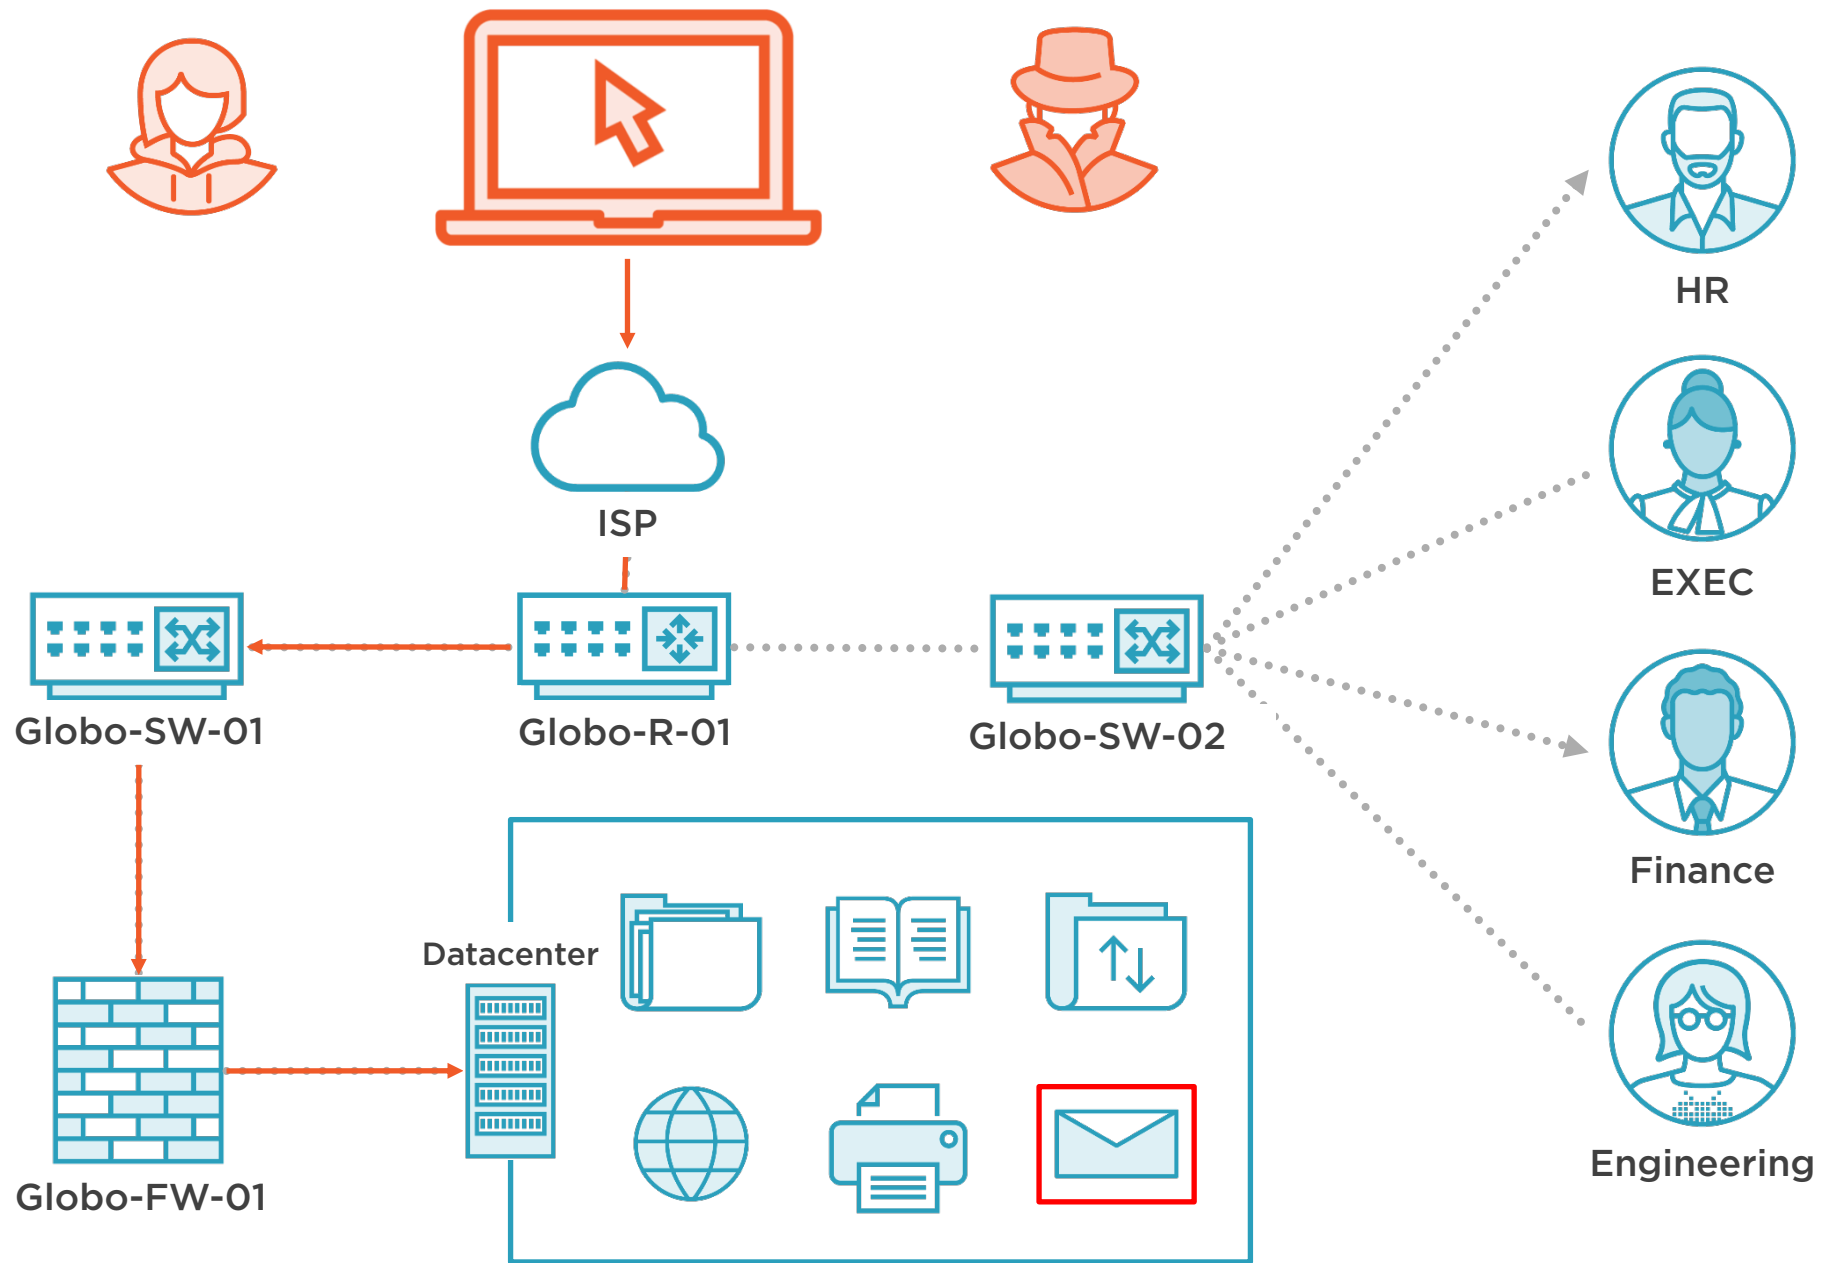 HR
ISP
EXEC
Globo-SW-01
Globo-R-01
Globo-SW-02
Finance
Datacenter
Engineering
Globo-FW-01